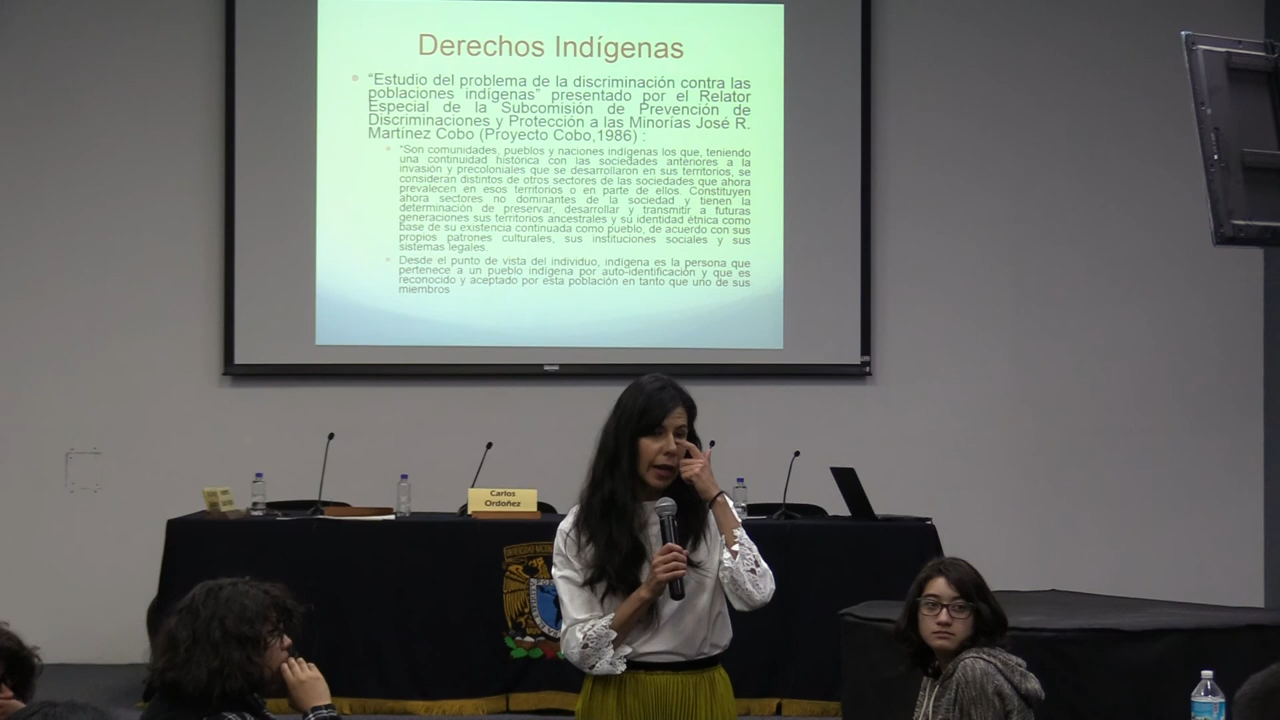 Derechos Indígenas
“Estudio del problema de la discriminación contra las
poblaciones indígenas” presentado por el Relator
Especial de la Subcomisión de Prevención de
Discriminaciones y Protección a las Minorías José R.
Martínez Cobo (Proyecto Cobo,1986) :
“Son comunidades, pueblos y naciones indígenas los que, teniendo
una continuidad histórica con las sociedades anteriores a la
invasión y precoloniales que se desarrollaron en sus territorios, se
consideran distintos de otros sectores de las sociedades que ahora
prevalecen en esos territorios o en parte de ellos. Constituyen
ahora sectores no dominantes de la sociedad y tienen la
determinación de preservar, desarrollar y transmitir a futuras
generaciones sus territorios ancestrales y su identidad étnica como
base de su existencia continuada como pueblo, de acuerdo con sus
propios patrones culturales, sus instituciones sociales y sus
sistemas legales.
Desde el punto de vista del individuo, indígena es la persona que
pertenece a un pueblo indígena por auto-identificación y que es
reconocido y aceptado por esta población en tanto que uno de sus
miembros
Carlos
Ordoñez